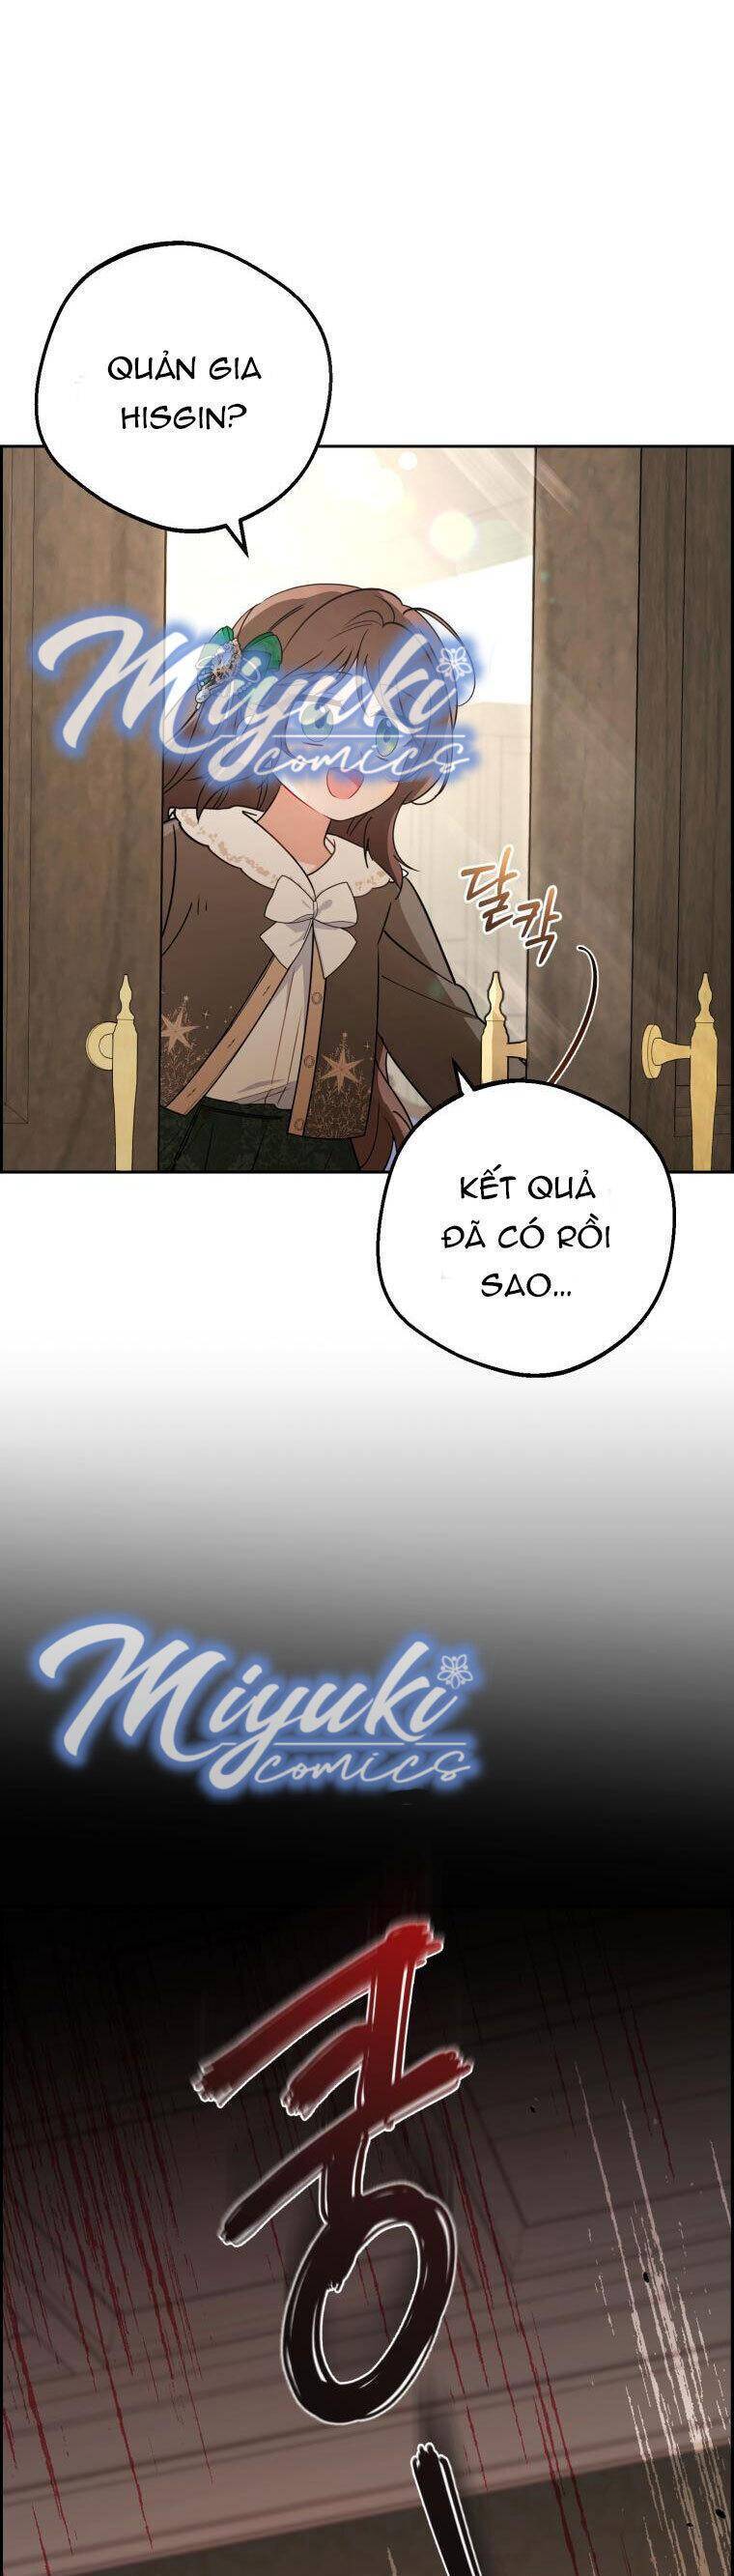 QUẢN GIA
HISGIN?
Miyuki
comics
달칵
KẾT QUẢ
ĐÃ CÓ RỒI
SAO...
Miyuki
comics
쿵